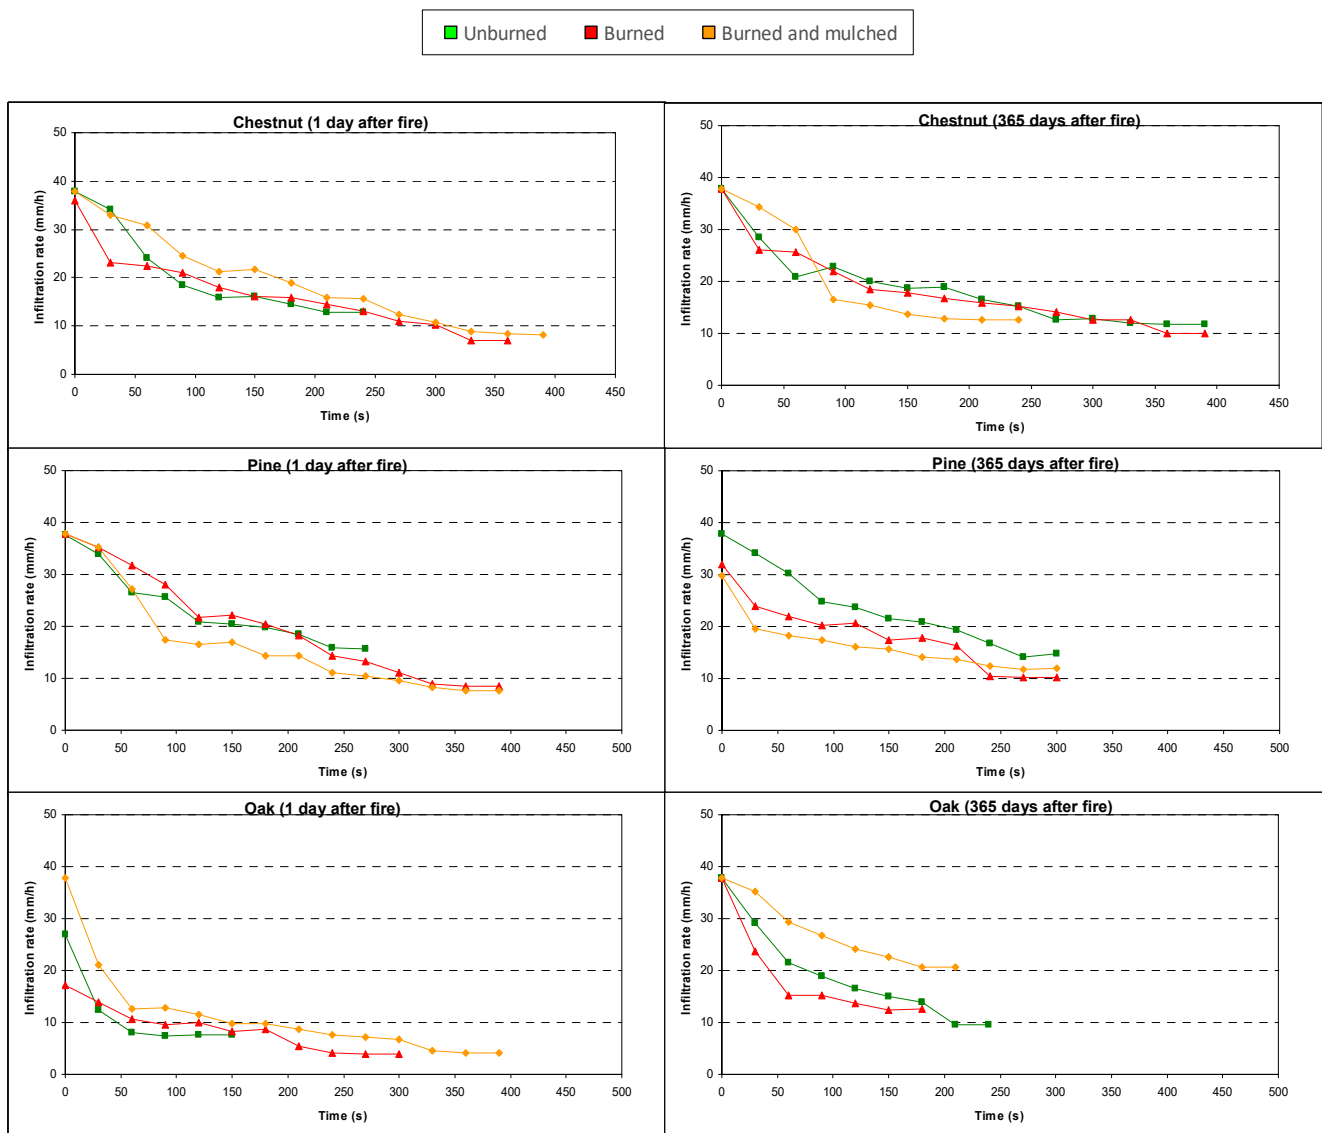 Unburned Burned Burned and mulched
Chestnut (1 day after fire)
Infiltration rate (mm/h)
50
40
30
20
10
0
0 50 100 150 200 250 300 350 400 450
Time (s)
Chestnut (365 days after fire)
Infiltration rate (mm/h)
50
40
30
20
10
0
0 50 100 150 200 250 300 350 400 450
Time (s)
Pine (1 day after fire)
Infiltration rate (mm/h)
50
40
30
20
10
0
0 50 100 150 200 250 300 350 400 450 500
Time (s)
Pine (365 days after fire)
Infiltration rate (mm/h)
50
40
30
20
10
0
0 50 100 150 200 250 300 350 400 450 500
Time (s)
Oak (1 day after fire)
Infiltration rate (mm/h)
50
40
30
20
10
0
0 50 100 150 200 250 300 350 400 450 500
Time (s)
Oak (365 days after fire)
Infiltration rate (mm/h)
50
40
30
20
10
0
0 50 100 150 200 250 300 350 400 450 500
Time (s)